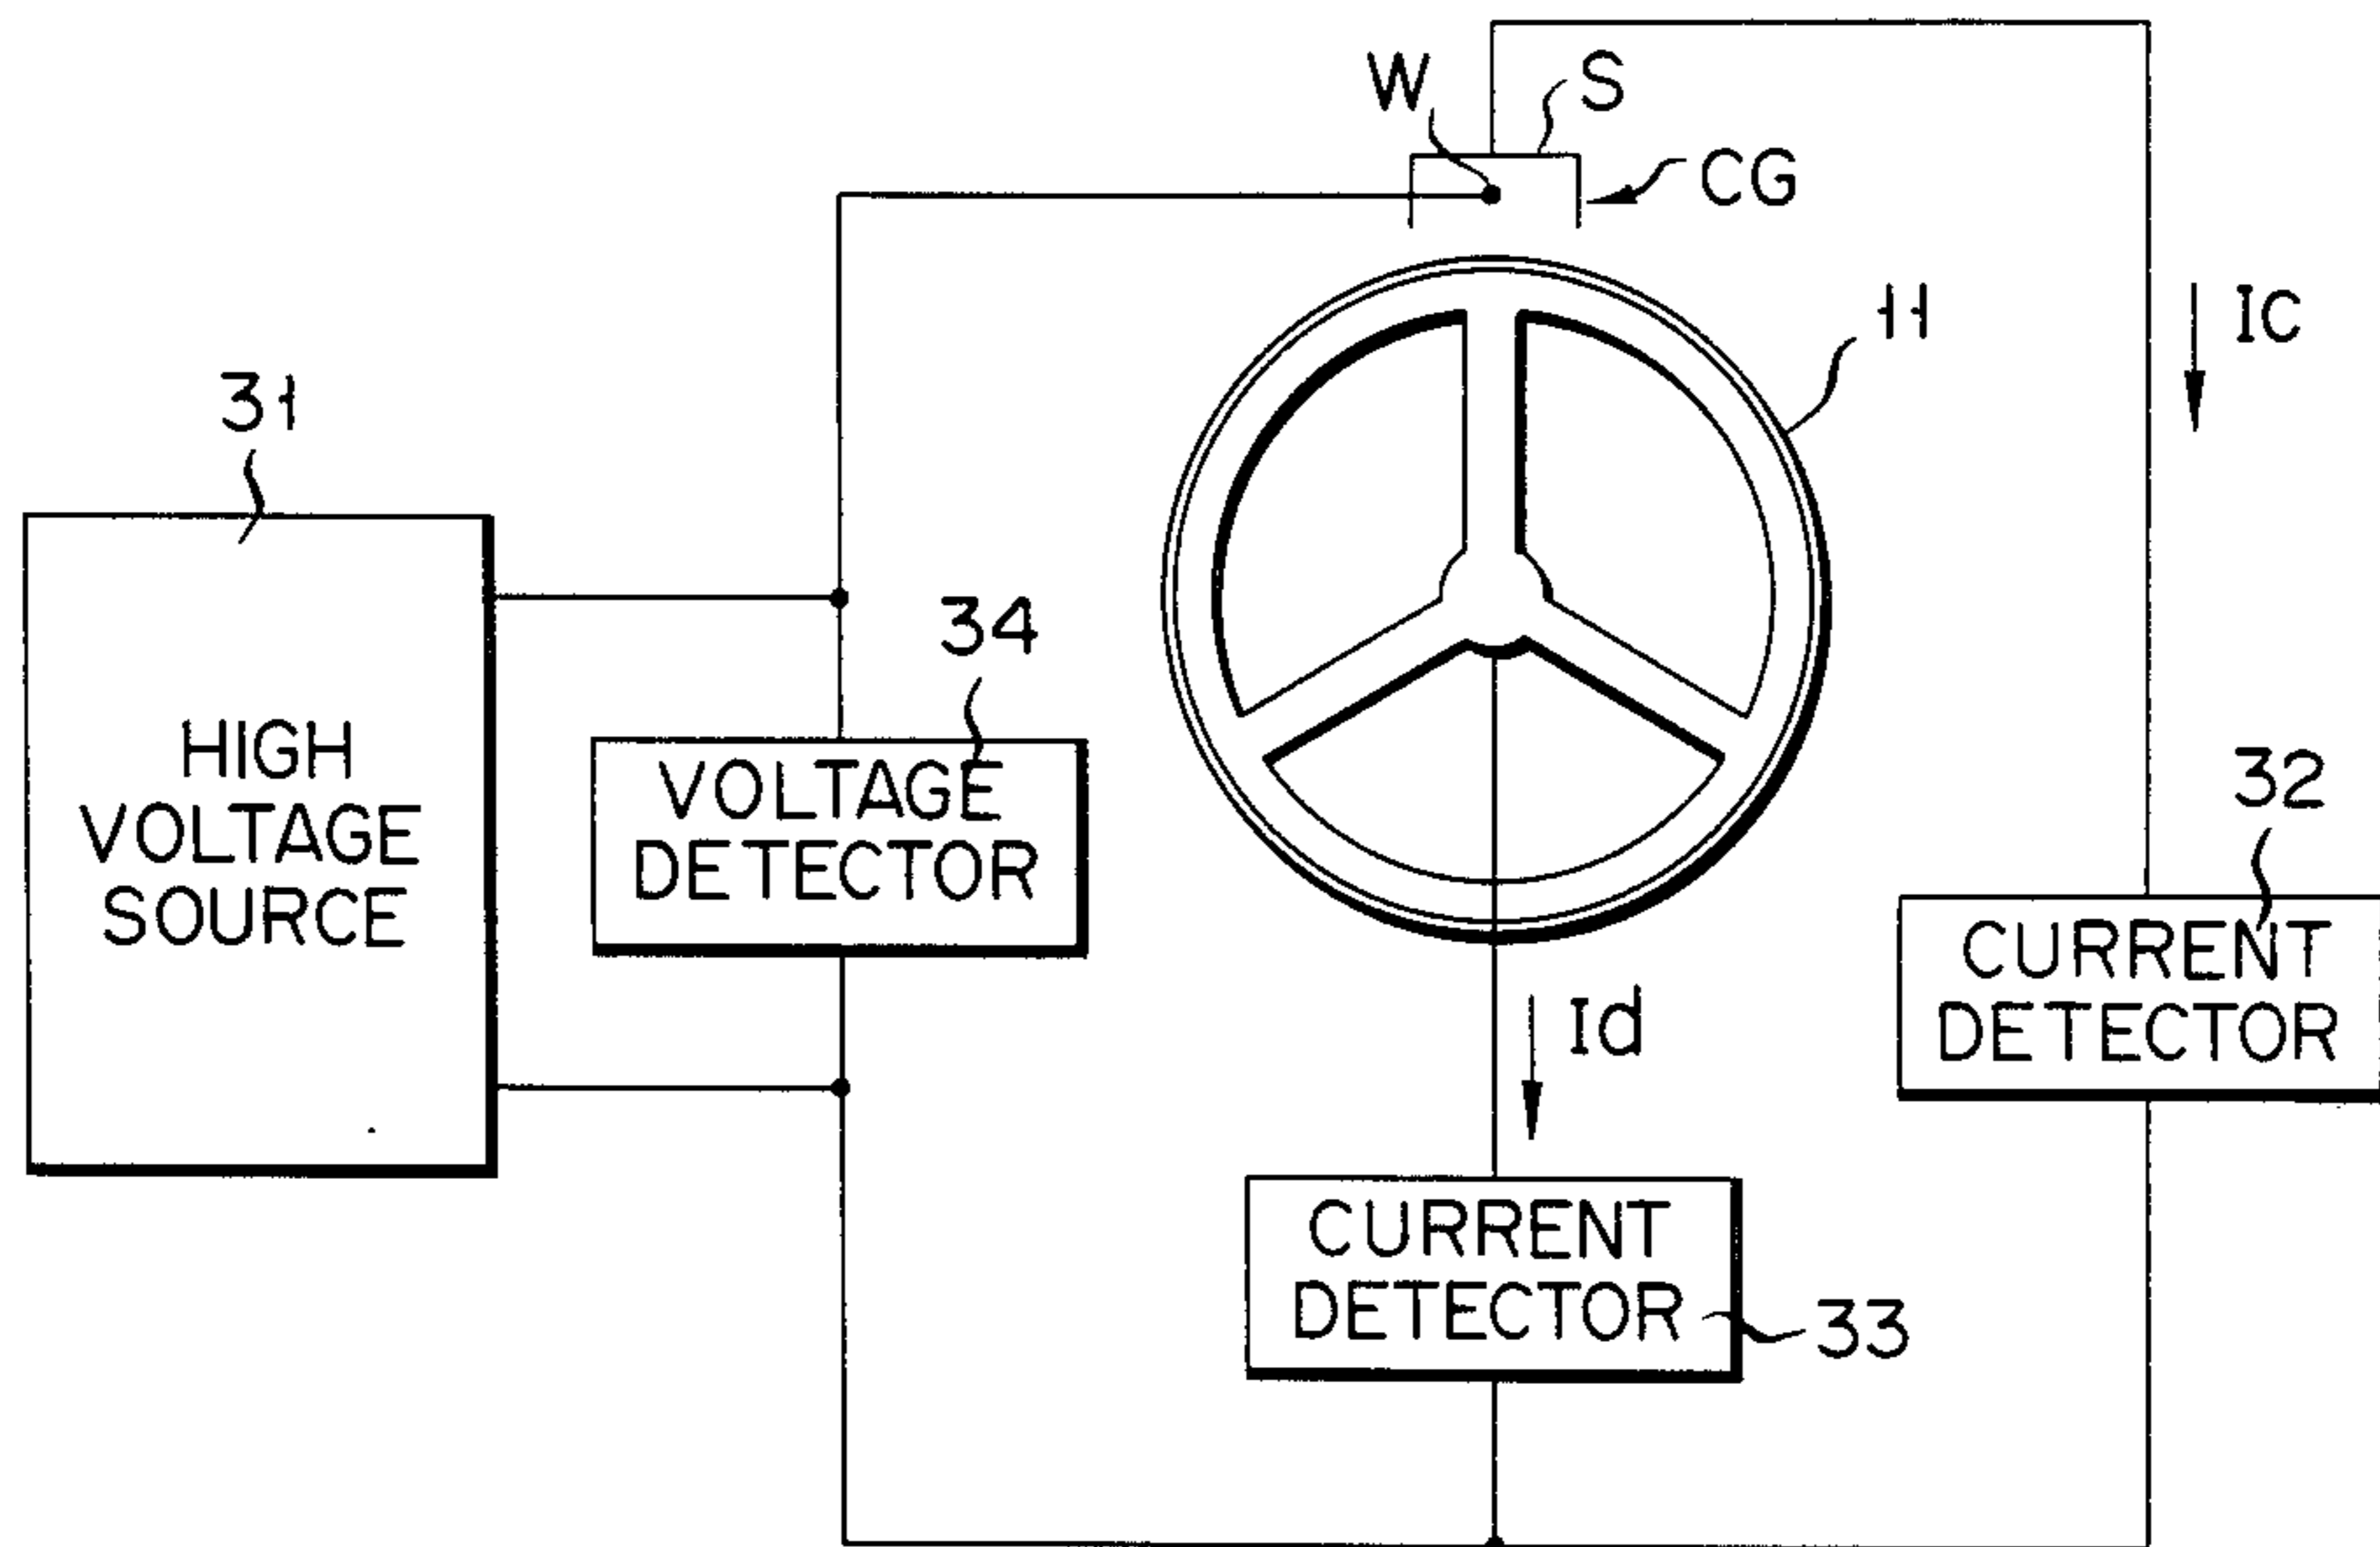 W
S
CG
11
Ic
31
34
HIGH
VOLTAGE
SOURCE
VOLTAGE
DETECTOR
32
CURRENT
DETECTOR
Id
CURRENT
DETECTOR
33